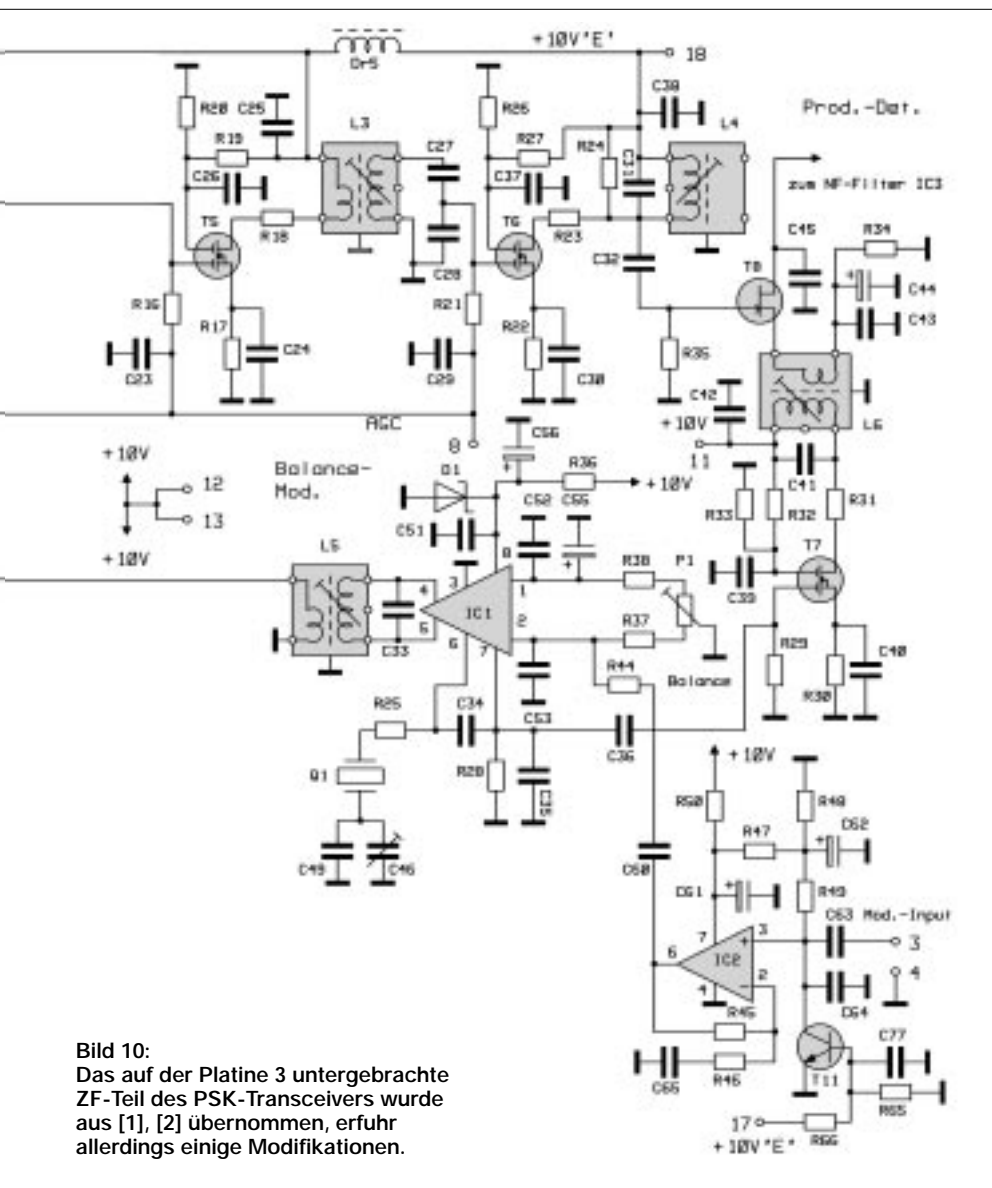 +10V'E'
18
Dr5
C38
R20 C25
R26
Prod.-Det.
L3
L4
R19
C27
R27
R24
C31
C26
C37
zum NF-Filter IC3
T5
T6
C45
R34
R18
R23
C32
T8
C44
C28
R16
R21
C43
R17
R22
C24
R35
C23
C29
C30
C42
+10V
L6
AGC
8
C56
11
+10V
Balance-
Mod.
D1
R36
+10V
12
C52 C55
C41
R31
13
C51
R33
R32
+10V
L5
8
R38
P1
T7
3
4
1
C39
IC1
5
2
C33
6
R37
7
R29
C40
R44
Balance
R30
C34
R25
C53
C36
+10V
Q1
R28
C35
R50
R48
C62
R47
C49
C46
C60
C61
R49
C63 Mod.-Input
7
3
3
6
IC2
2
4
4
C64
R45
C77
C65
R46
T11
R65
17
R66
+10V'E'
Bild 10:
Das auf der Platine 3 untergebrachte
ZF-Teil des PSK-Transceivers wurde
aus [1], [2] übernommen, erfuhr
allerdings einige Modifikationen.